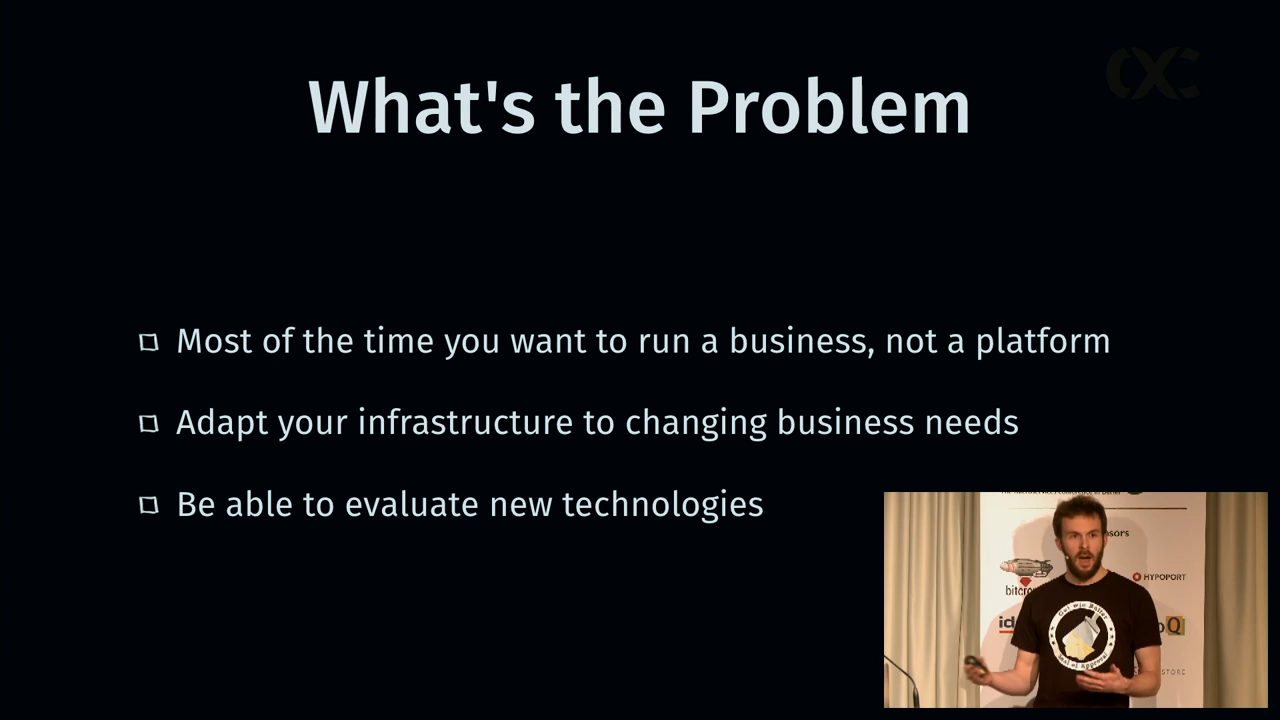 What's the Problem
Most of the time you want to run a business, not a platform
Adapt your infrastructure to changing business needs
Be able to evaluate new technologies
HYPOPORT